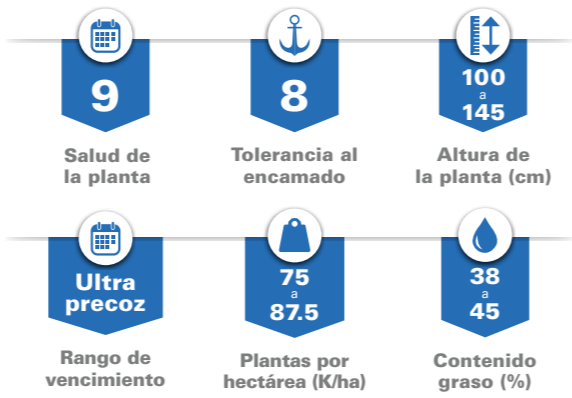 9
Salud de
la planta
8
Tolerancia al
encamado
100
a
145
Altura de
la planta (cm)
Ultra
precoz
Rango de
vencimiento
75
a
87.5
Plantas por
hectárea (K/ha)
38
a
45
Contenido
graso (%)